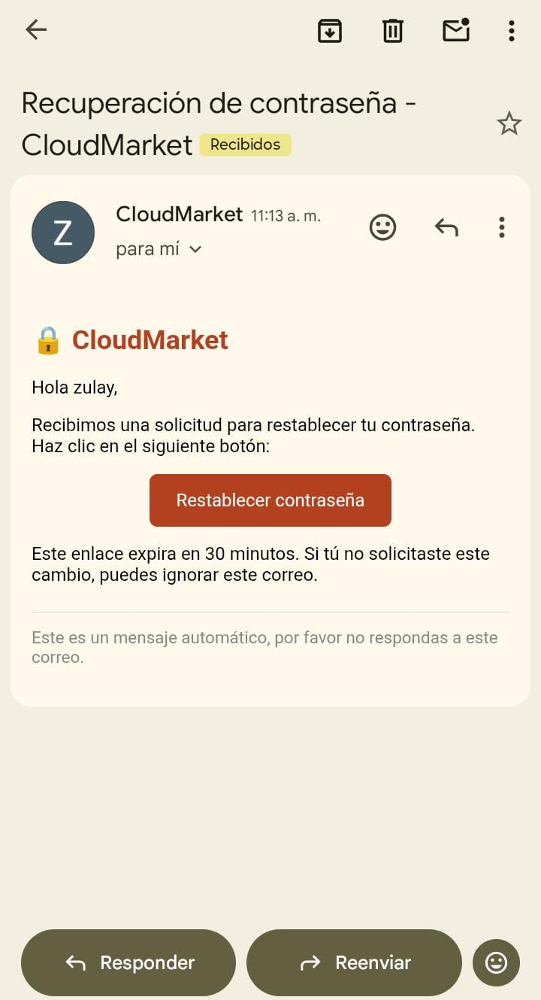 Recuperación de contraseña -
CloudMarket Recibidos
Z
CloudMarket 11:13 a. m.
para mí
CloudMarket
Hola zulay,
Recibimos una solicitud para restablecer tu contraseña.
Haz clic en el siguiente botón:
Restablecer contraseña
Este enlace expira en 30 minutos. Si tú no solicitaste este
cambio, puedes ignorar este correo.
Este es un mensaje automático, por favor no respondas a este
correo.
Responder
Reenviar